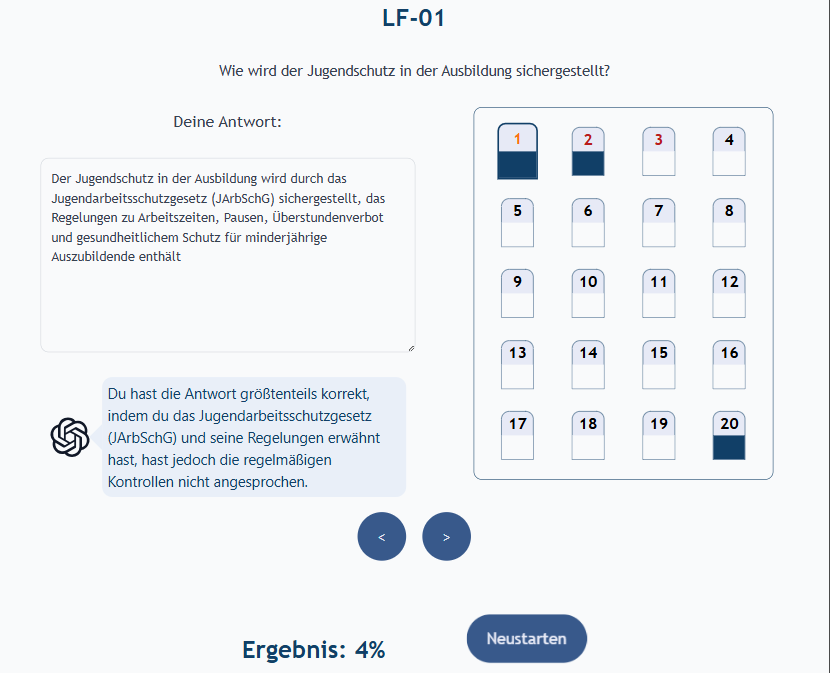 LF-01
Wie wird der Jugendschutz in der Ausbildung sichergestellt?
Deine Antwort:
Der Jugendschutz in der Ausbildung wird durch das
Jugendarbeitsschutzgesetz (JArbSchG) sichergestellt, das
Regelungen zu Arbeitszeiten, Pausen, Überstundenverbot
und gesundheitlichem Schutz für minderjährige
Auszubildende enthält
Du hast die Antwort größtenteils korrekt,
indem du das Jugendarbeitsschutzgesetz
(JArbSchG) und seine Regelungen erwähnt
hast, hast jedoch die regelmäßigen
Kontrollen nicht angesprochen.
1 2 3 4
5 6 7 8
9 10 11 12
13 14 15 16
17 18 19 20
< >
Ergebnis: 4%
Neustarten